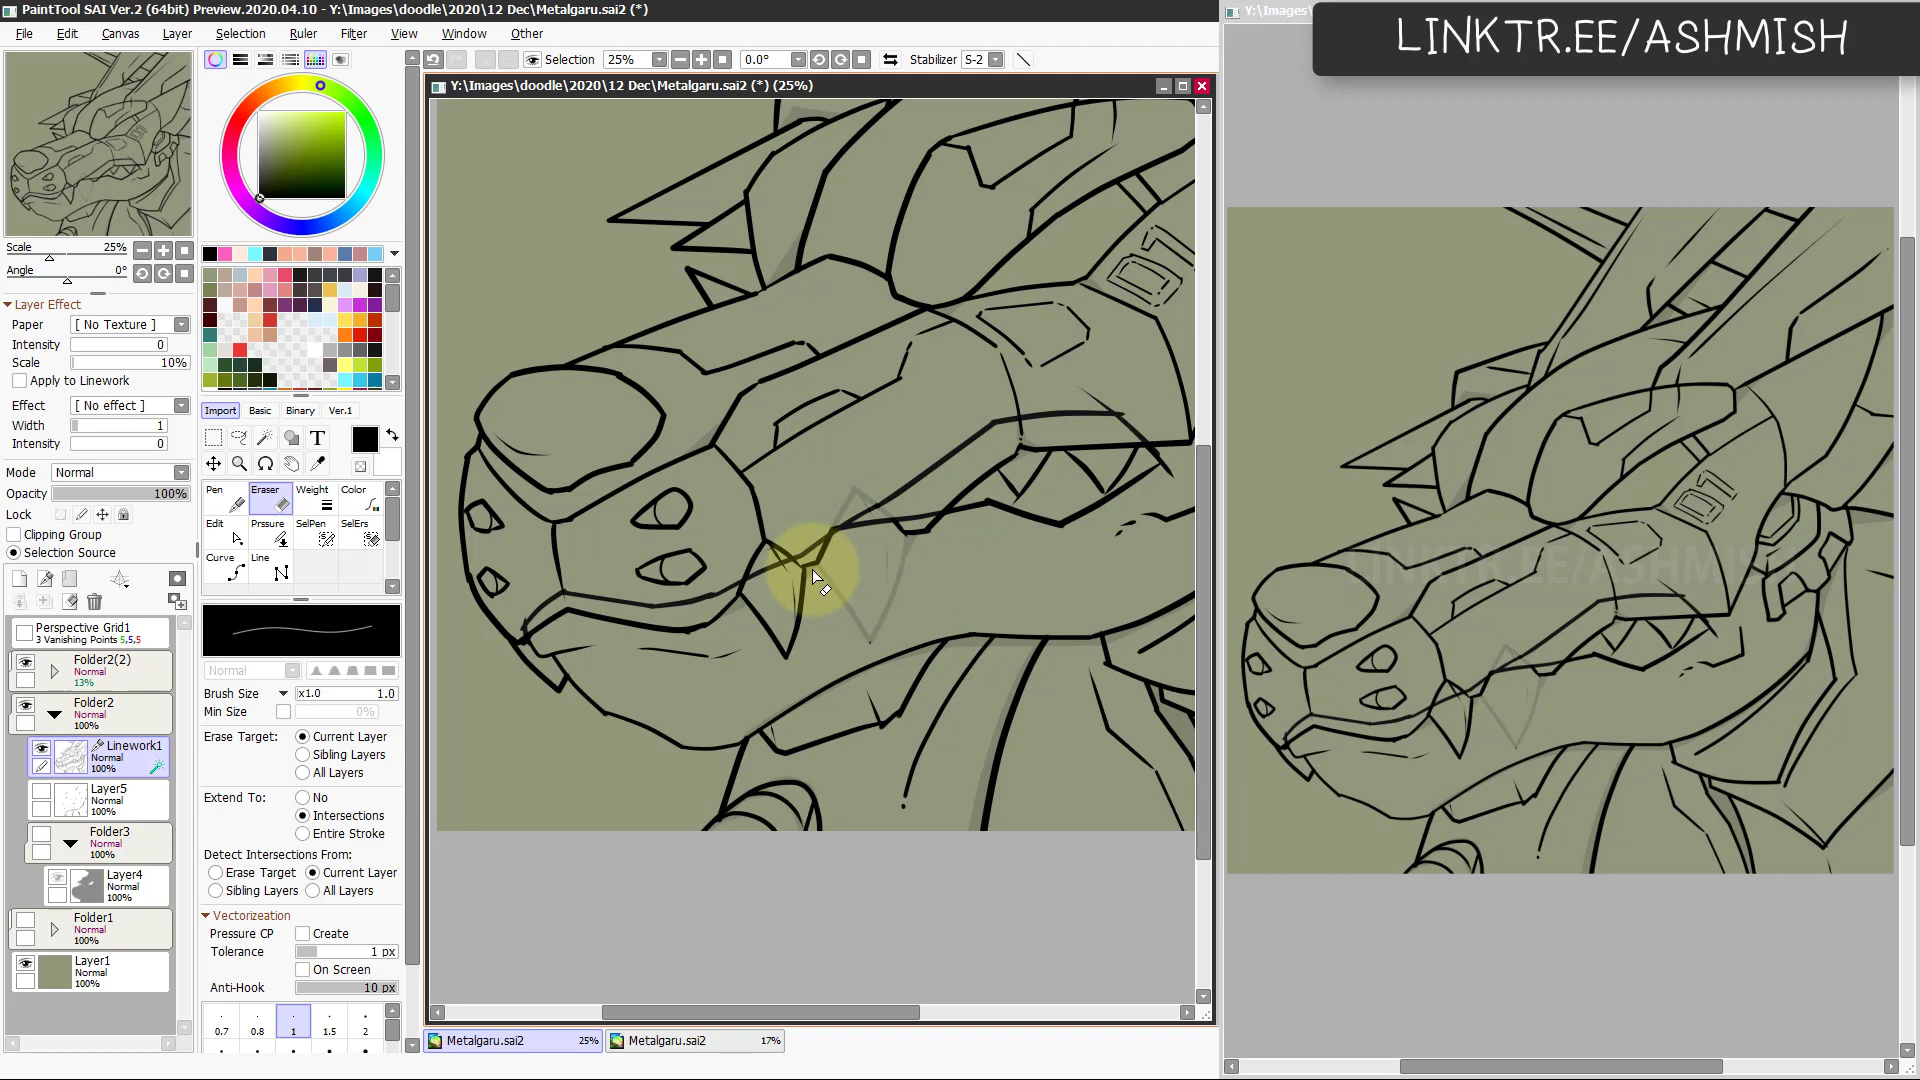 PaintTool SAI Ver.2 (64bit) Preview.2020.04.10 - Y:\Images\doodle\2020\12 Dec\Metalgaru.sai2 (*)
Y:\Images\
LINKTR.EE/ASHMISH
File Edit Canvas Layer Selection Ruler Filter View Window Other
Selection 25% 0.0° Stabilizer S-2
Y:\Images\doodle\2020\12 Dec\Metalgaru.sai2 (*) (25%)
Scale 25%
Angle 0°
Layer Effect
Paper [ No Texture ]
Intensity 0
Scale 10%
Apply to Linework
Effect [ No effect ]
Width 1
Intensity 0
Mode Normal
Opacity 100%
Lock
Clipping Group
Selection Source
Perspective Grid1
3 Vanishing Points 5,5,5
Folder2(2)
Normal
13%
Folder2
Normal
100%
Linework1
Normal
100%
Layer5
Normal
100%
Folder3
Normal
100%
Layer4
Normal
100%
Folder1
Normal
100%
Layer1
Normal
100%
Import Basic Binary Ver.1
T
Pen Eraser Weight Color
Edit Prssure SelPen SelErs
Curve Line
Normal
Brush Size x1.0 1.0
Min Size 0%
Erase Target: Current Layer
Sibling Layers
All Layers
Extend To: No
Intersections
Entire Stroke
Detect Intersections From:
Erase Target Current Layer
Sibling Layers All Layers
Vectorizeation
Pressure CP Create
Tolerance 1 px
On Screen
Anti-Hook 10 px
0.7 0.8 1 1.5 2
01
01
LINKTR.EE/ASHMISH
Metalgaru.sai2 25% Metalgaru.sai2 17%